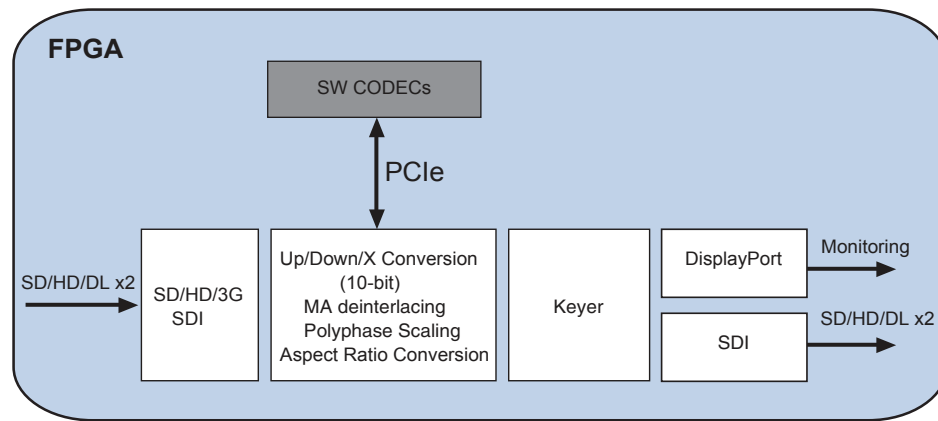 FPGA
SW CODECs
PCIe
SD/HD/DL x2
SD/HD/3G
SDI
Up/Down/X Conversion
(10-bit)
MA deinterlacing
Polyphase Scaling
Aspect Ratio Conversion
Keyer
DisplayPort
Monitoring
SDI
SD/HD/DL x2